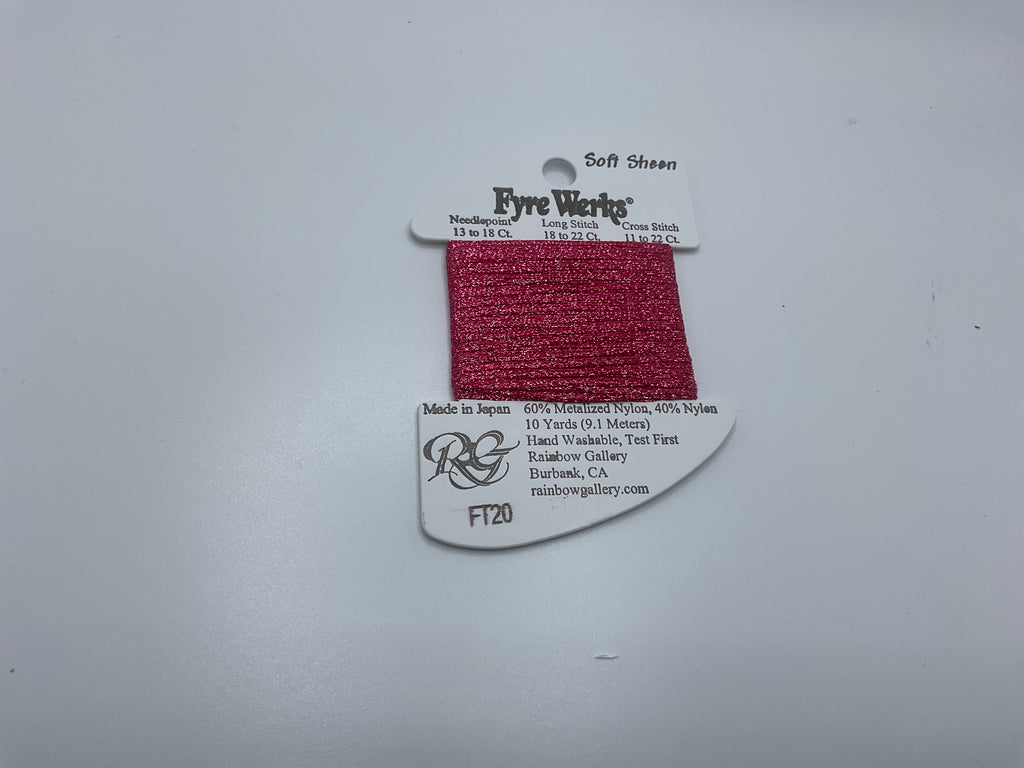 Soft Sheen
Fyre Werks®
Needlepoint Long Stitch Cross Stitch
13 to 18 Ct. 18 to 22 Ct. 11 to 22 Ct.
Made in Japan 60% Metalized Nylon, 40% Nylon
10 Yards (9.1 Meters)
RG Hand Washable, Test First
Rainbow Gallery
Burbank, CA
rainbowgallery.com
FT20